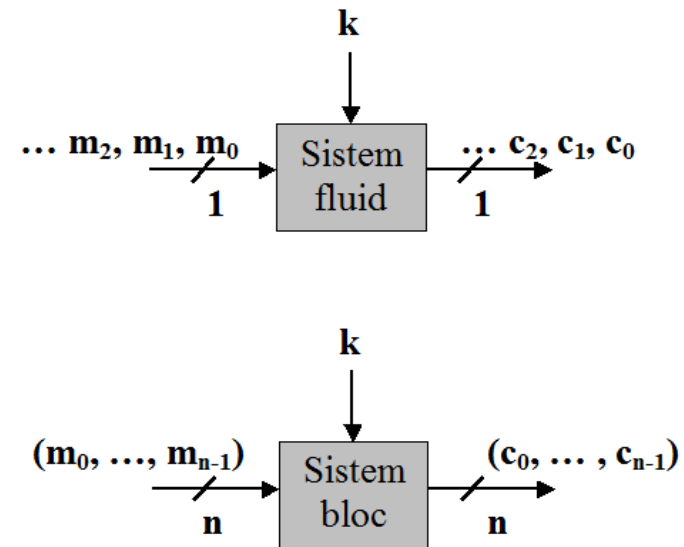 k
… m₂, m₁, m₀
Sistem
fluid
… c₂, c₁, c₀
1
1
k
(m₀, …, mₙ₋₁)
Sistem
bloc
(c₀, … , cₙ₋₁)
n
n